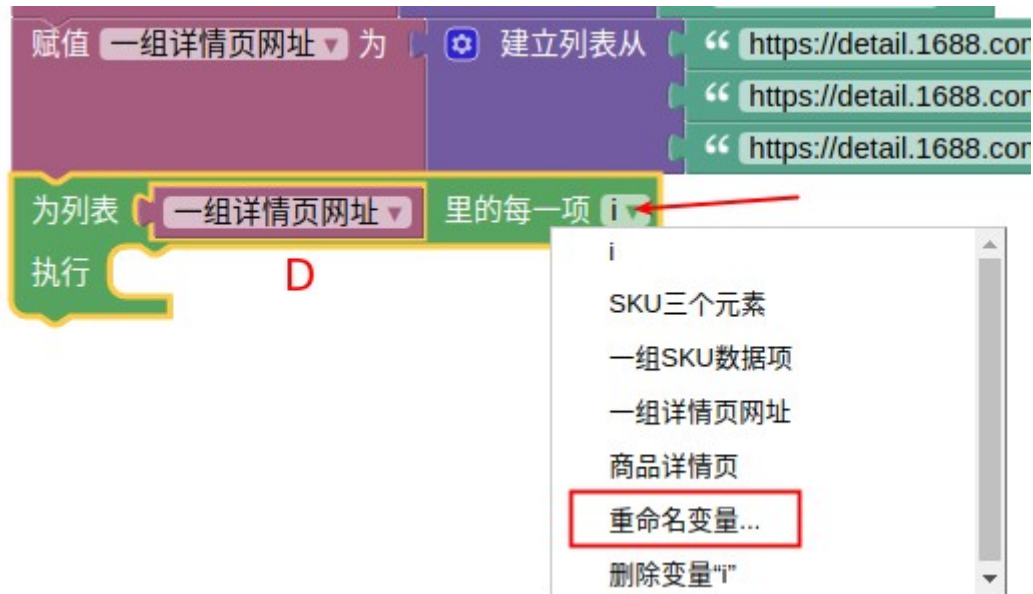 赋值 一组详情页网址 为 建立列表从 “ https://detail.1688.con
“ https://detail.1688.con
“ https://detail.1688.con
为列表 一组详情页网址 里的每一项 i
执行
D
i
SKU三个元素
一组SKU数据项
一组详情页网址
商品详情页
重命名变量...
删除变量“i”